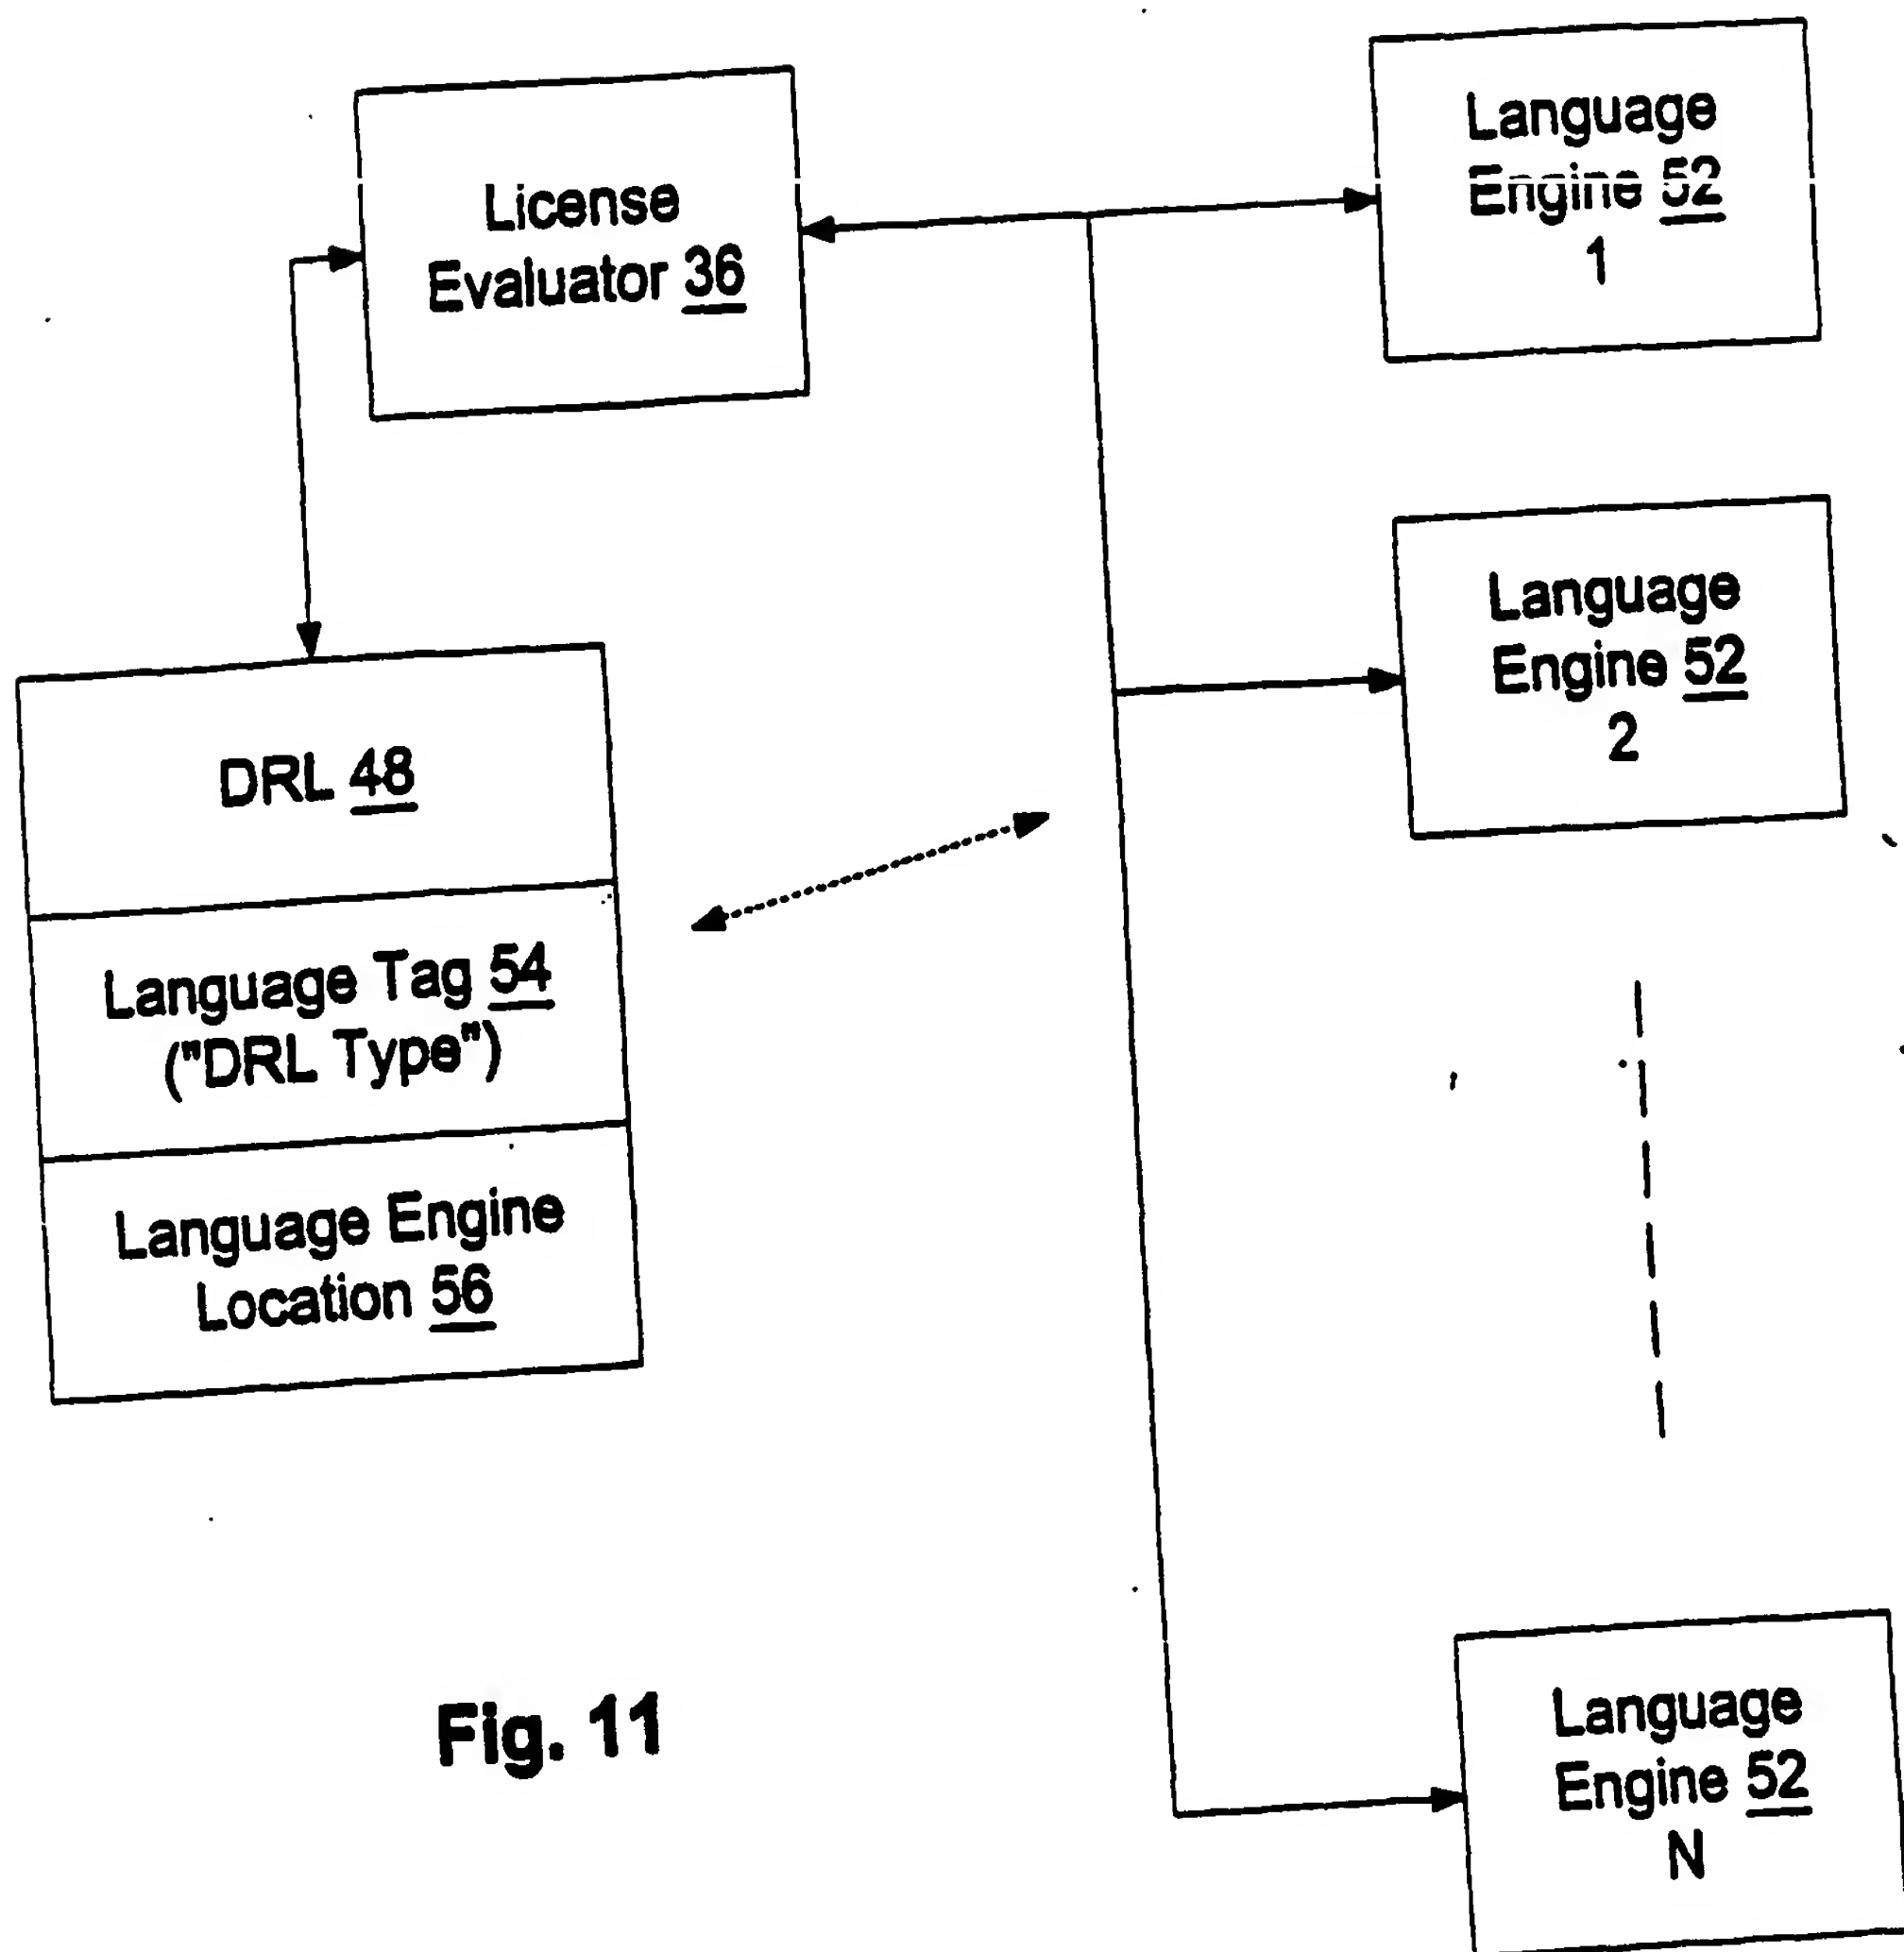 License
Evaluator 36
Language
Engine 52
1
Language
Engine 52
2
DRL 48
Language Tag 54
("DRL Type")
Language Engine
Location 56
Language
Engine 52
N
Fig. 11